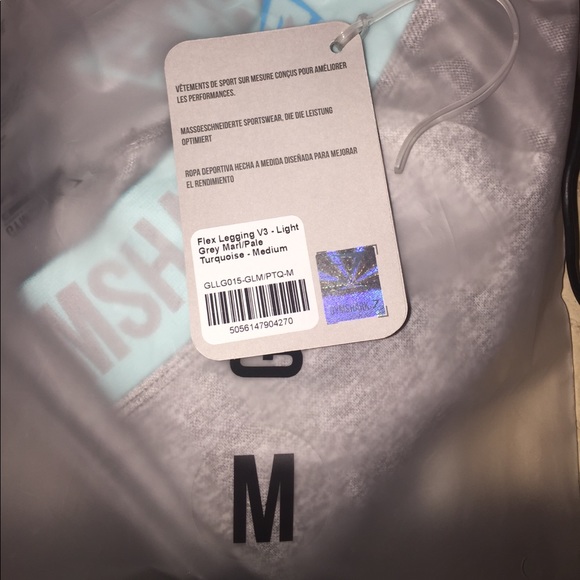 VÊTEMENTS DE SPORT SUR MESURE CONÇUS POUR AMÉLIORER
LES PERFORMANCES.
MASSGESCHNEIDERTE SPORTSWEAR, DIE DIE LEISTUNG
OPTIMIERT
ROPA DEPORTIVA HECHA A MEDIDA DISEÑADA PARA MEJORAR
EL RENDIMIENTO
Flex Legging V3 - Light
Grey Marl/Pale
Turquoise - Medium
GLLG015-GLM/PTQ-M
5056147904270
GYMSHARK
MSHA
M